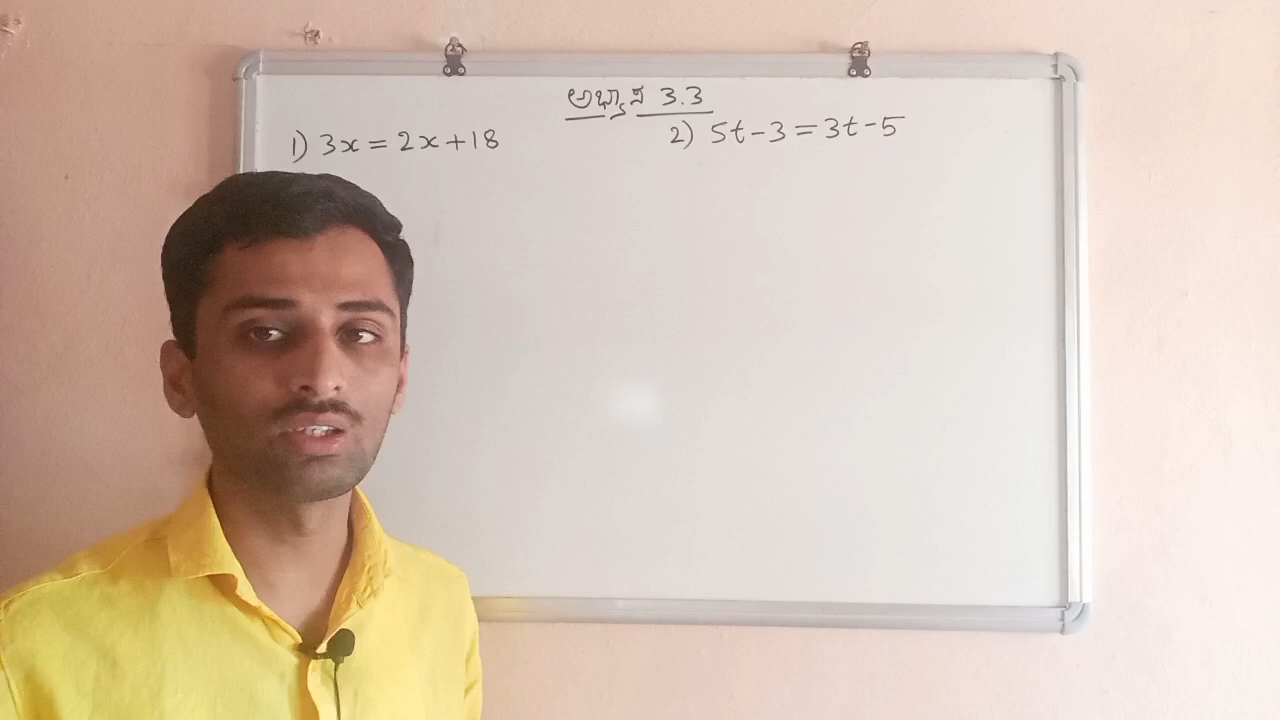 ಅಭ್ಯಾಸ 3.3
1) 3x = 2x + 18
2) 5t - 3 = 3t - 5